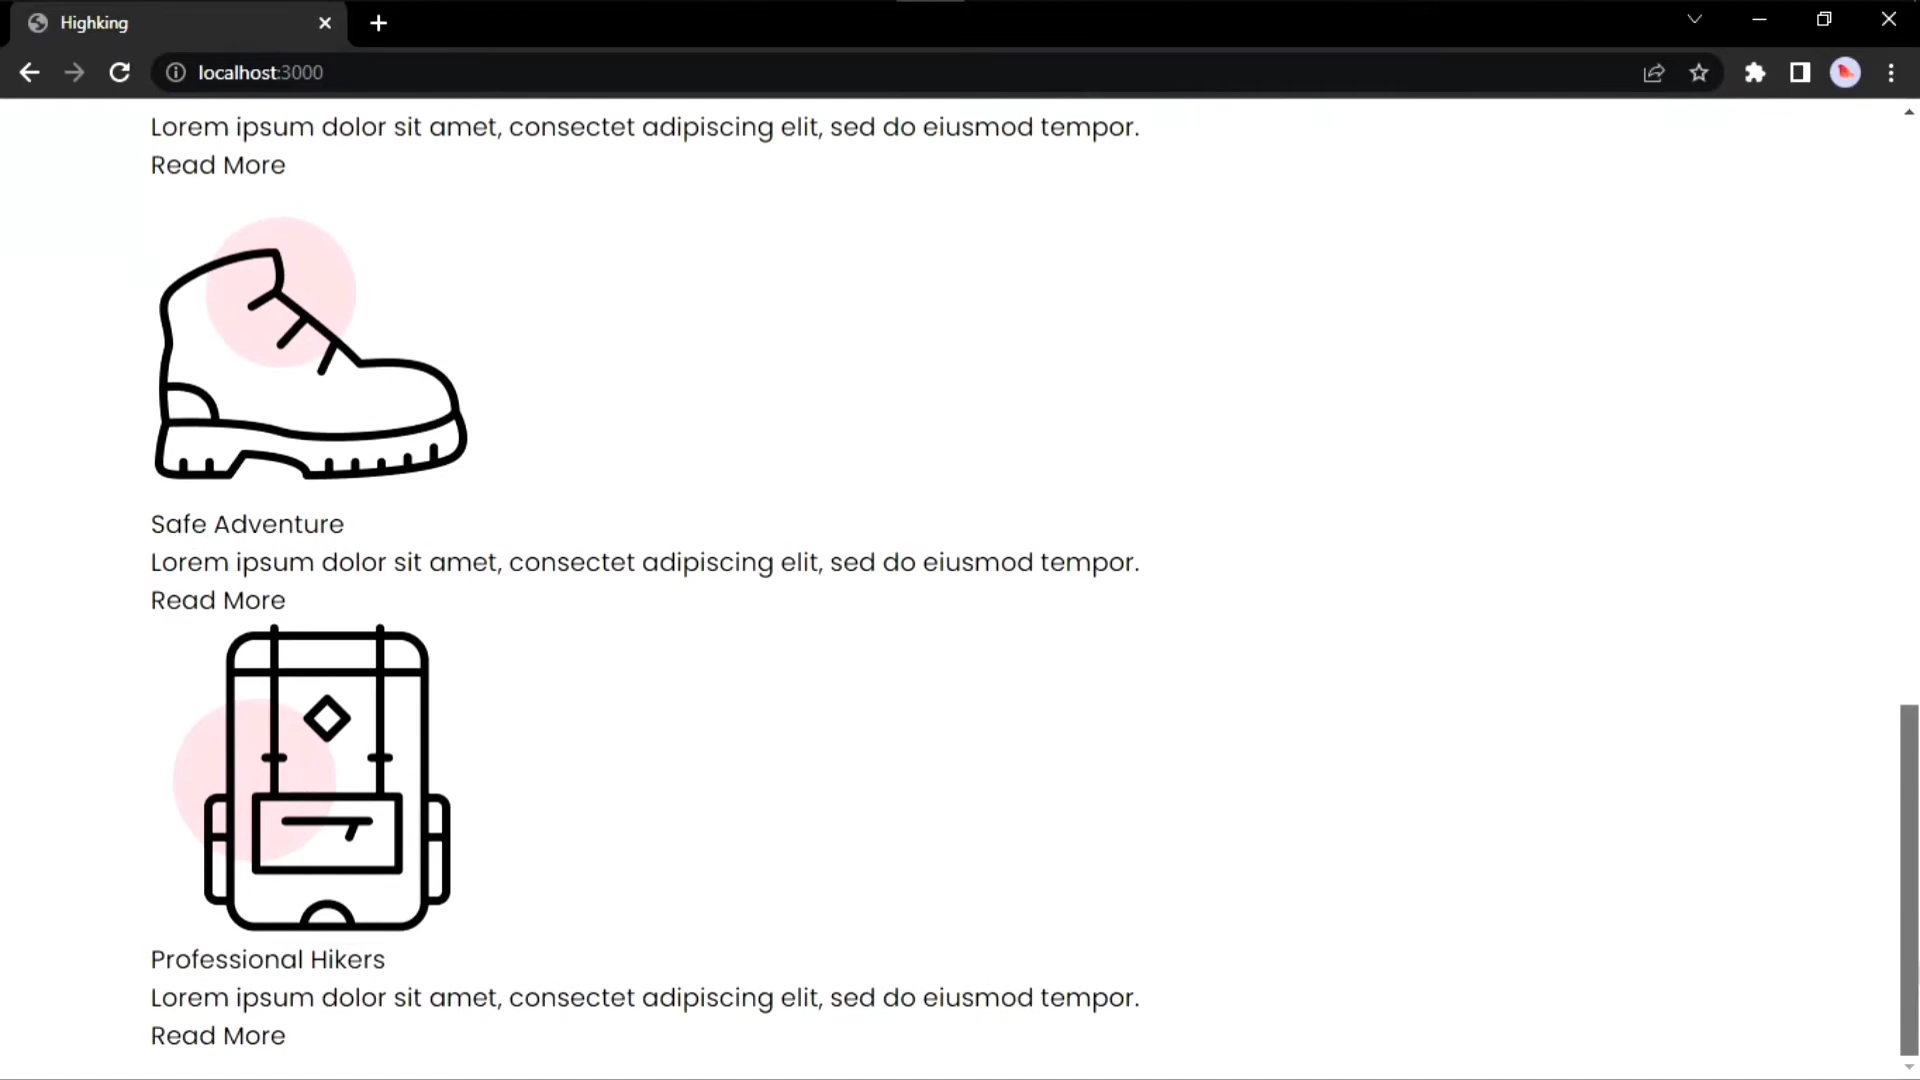 Highking
localhost:3000
Lorem ipsum dolor sit amet, consectet adipiscing elit, sed do eiusmod tempor.
Read More
Safe Adventure
Lorem ipsum dolor sit amet, consectet adipiscing elit, sed do eiusmod tempor.
Read More
Professional Hikers
Lorem ipsum dolor sit amet, consectet adipiscing elit, sed do eiusmod tempor.
Read More